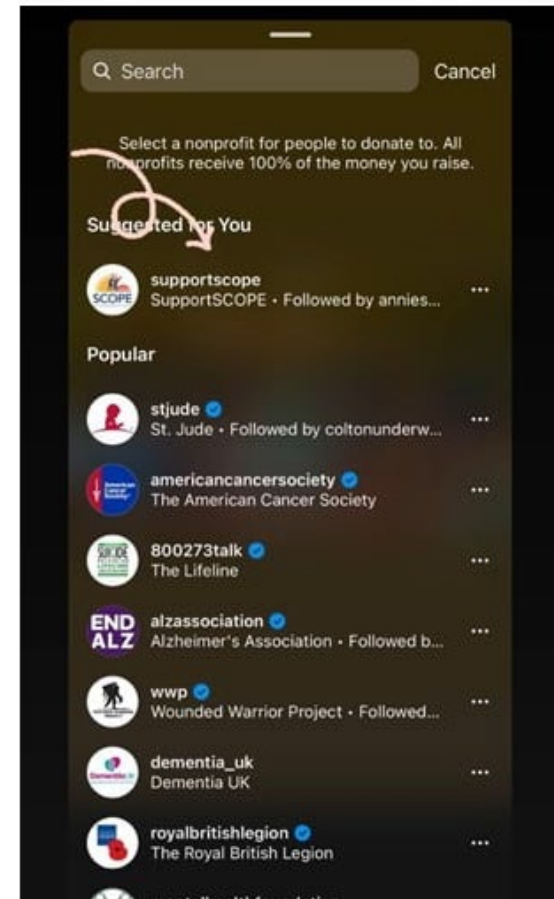 Search
Cancel
Select a nonprofit for people to donate to. All
nonprofits receive 100% of the money you raise.
Suggested for You
SCOPE
supportscope
SupportSCOPE • Followed by annies...
Popular
stjude
St. Jude • Followed by coltonunderw...
americancancersociety
The American Cancer Society
800273talk
The Lifeline
END
ALZ
alzassociation
Alzheimer's Association • Followed b...
wwp
Wounded Warrior Project • Followed...
dementia_uk
Dementia UK
royalbritishlegion
The Royal British Legion